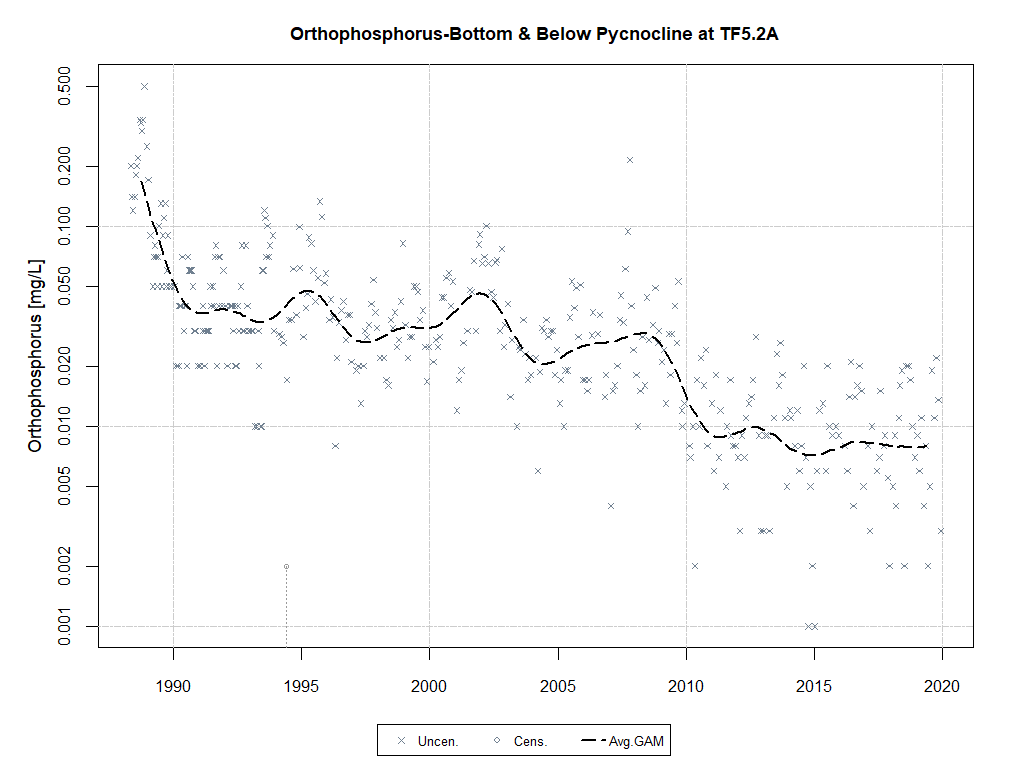 Orthophosphorus-Bottom & Below Pycnocline at TF5.2A
Orthophosphorus [mg/L]
0.500
0.200
0.100
0.050
0.020
0.010
0.005
0.002
0.001
1990 1995 2000 2005 2010 2015 2020
Uncen. Cens. Avg.GAM